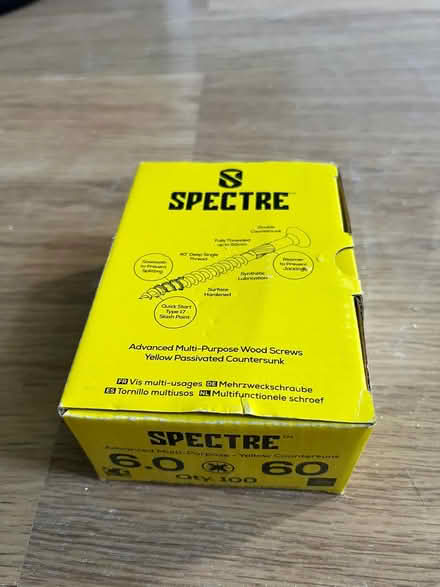 SPECTRE™
Double
Countersunk
Fully Threaded
up to 60mm
40° Deep Single
Thread
Serrations
to Prevent
Splitting
Reamer
to Prevent
Jacking
Synthetic
Lubrication
Surface
Hardened
Quick Start
Type 17
Slash Point
Advanced Multi-Purpose Wood Screws
Yellow Passivated Countersunk
FR Vis multi-usages DE Mehrzweckschraube
ES Tornillo multiusos NL Multifunctionele schroef
SPECTRE™
Advanced Multi-Purpose - Yellow Countersunk
6.0 60
Qty. 100